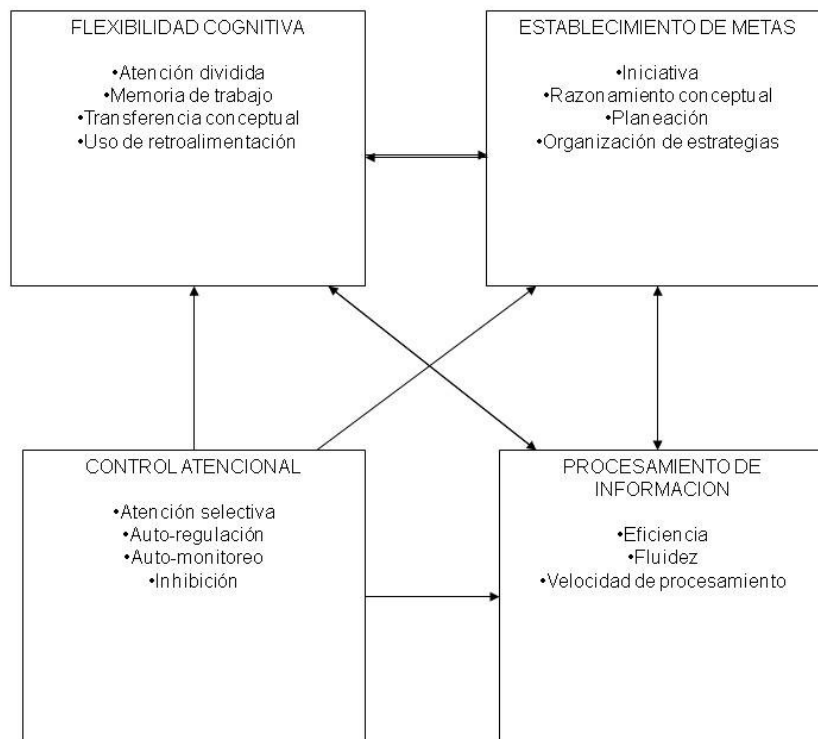 FLEXIBILIDAD COGNITIVA
•Atención dividida
•Memoria de trabajo
•Transferencia conceptual
•Uso de retroalimentación
ESTABLECIMIENTO DE METAS
•Iniciativa
•Razonamiento conceptual
•Planeación
•Organización de estrategias
CONTROL ATENCIONAL
•Atención selectiva
•Auto-regulación
•Auto-monitoreo
•Inhibición
PROCESAMIENTO DE
INFORMACION
•Eficiencia
•Fluidez
•Velocidad de procesamiento